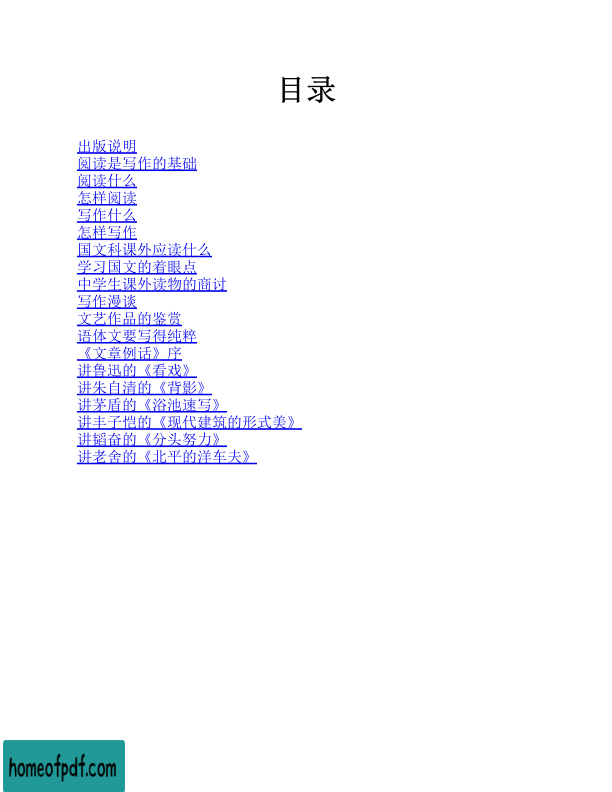 目录
出版说明
阅读是写作的基础
阅读什么
怎样阅读
写作什么
怎样写作
国文科课外应读什么
学习国文的着眼点
中学生课外读物的商讨
写作漫谈
文艺作品的鉴赏
语体文要写得纯粹
《文章例话》序
讲鲁迅的《看戏》
讲朱自清的《背影》
讲茅盾的《浴池速写》
讲丰子恺的《现代建筑的形式美》
讲韬奋的《分头努力》
讲老舍的《北平的洋车夫》
homeofpdf.com